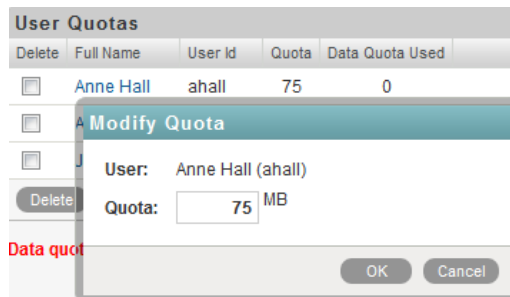 User Quotas
Delete Full Name User Id Quota Data Quota Used
Anne Hall ahall 75 0
A
Modify Quota
J
User: Anne Hall (ahall)
Delete
Quota: 75 MB
Data quot
OK Cancel